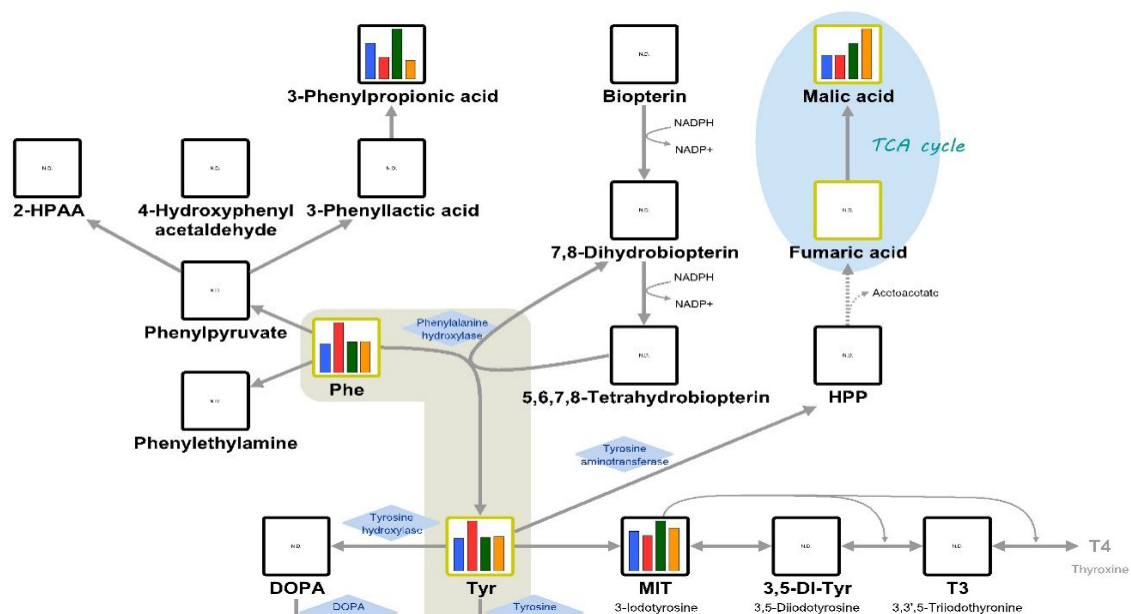 N.D.
3-Phenylpropionic acid
Biopterin
Malic acid
NADPH
NADP+
TCA cycle
N.D.
N.D.
N.D.
N.D.
N.D.
2-HPAA
4-Hydroxyphenyl
acetaldehyde
3-Phenyllactic acid
7,8-Dihydrobiopterin
Fumaric acid
NADPH
NADP+
Acetoacetate
N.D.
Phenylpyruvate
Phenylalanine
hydroxylase
N.D.
N.D.
Phe
5,6,7,8-Tetrahydrobiopterin
HPP
N.D.
Phenylethylamine
Tyrosine
aminotransferase
Tyrosine
hydroxylase
N.D.
N.D.
N.D.
DOPA
Tyr
MIT
3-Iodotyrosine
3,5-DI-Tyr
3,5-Diiodotyrosine
T3
3,3',5-Triiodothyronine
T4
Thyroxine
DOPA
Tyrosine